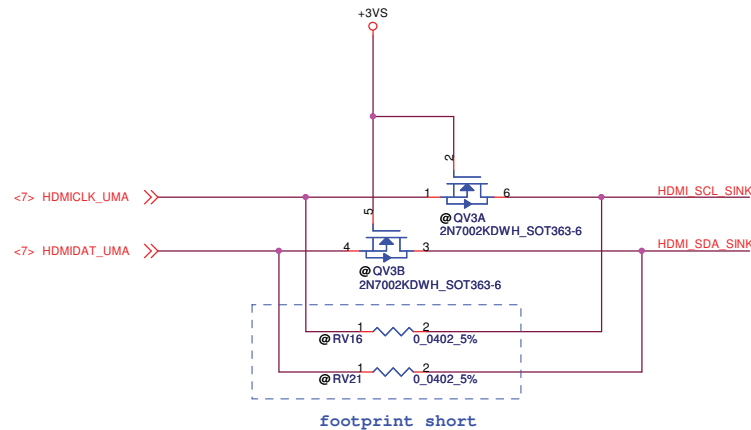 +3VS
2
<7> HDMICLK_UMA
1
6
HDMI_SCL_SINK
@QV3A
2N7002KDWH_SOT363-6
5
<7> HDMIDAT_UMA
4
3
HDMI_SDA_SINK
@QV3B
2N7002KDWH_SOT363-6
1
2
@RV16
0_0402_5%
1
2
@RV21
0_0402_5%
footprint short